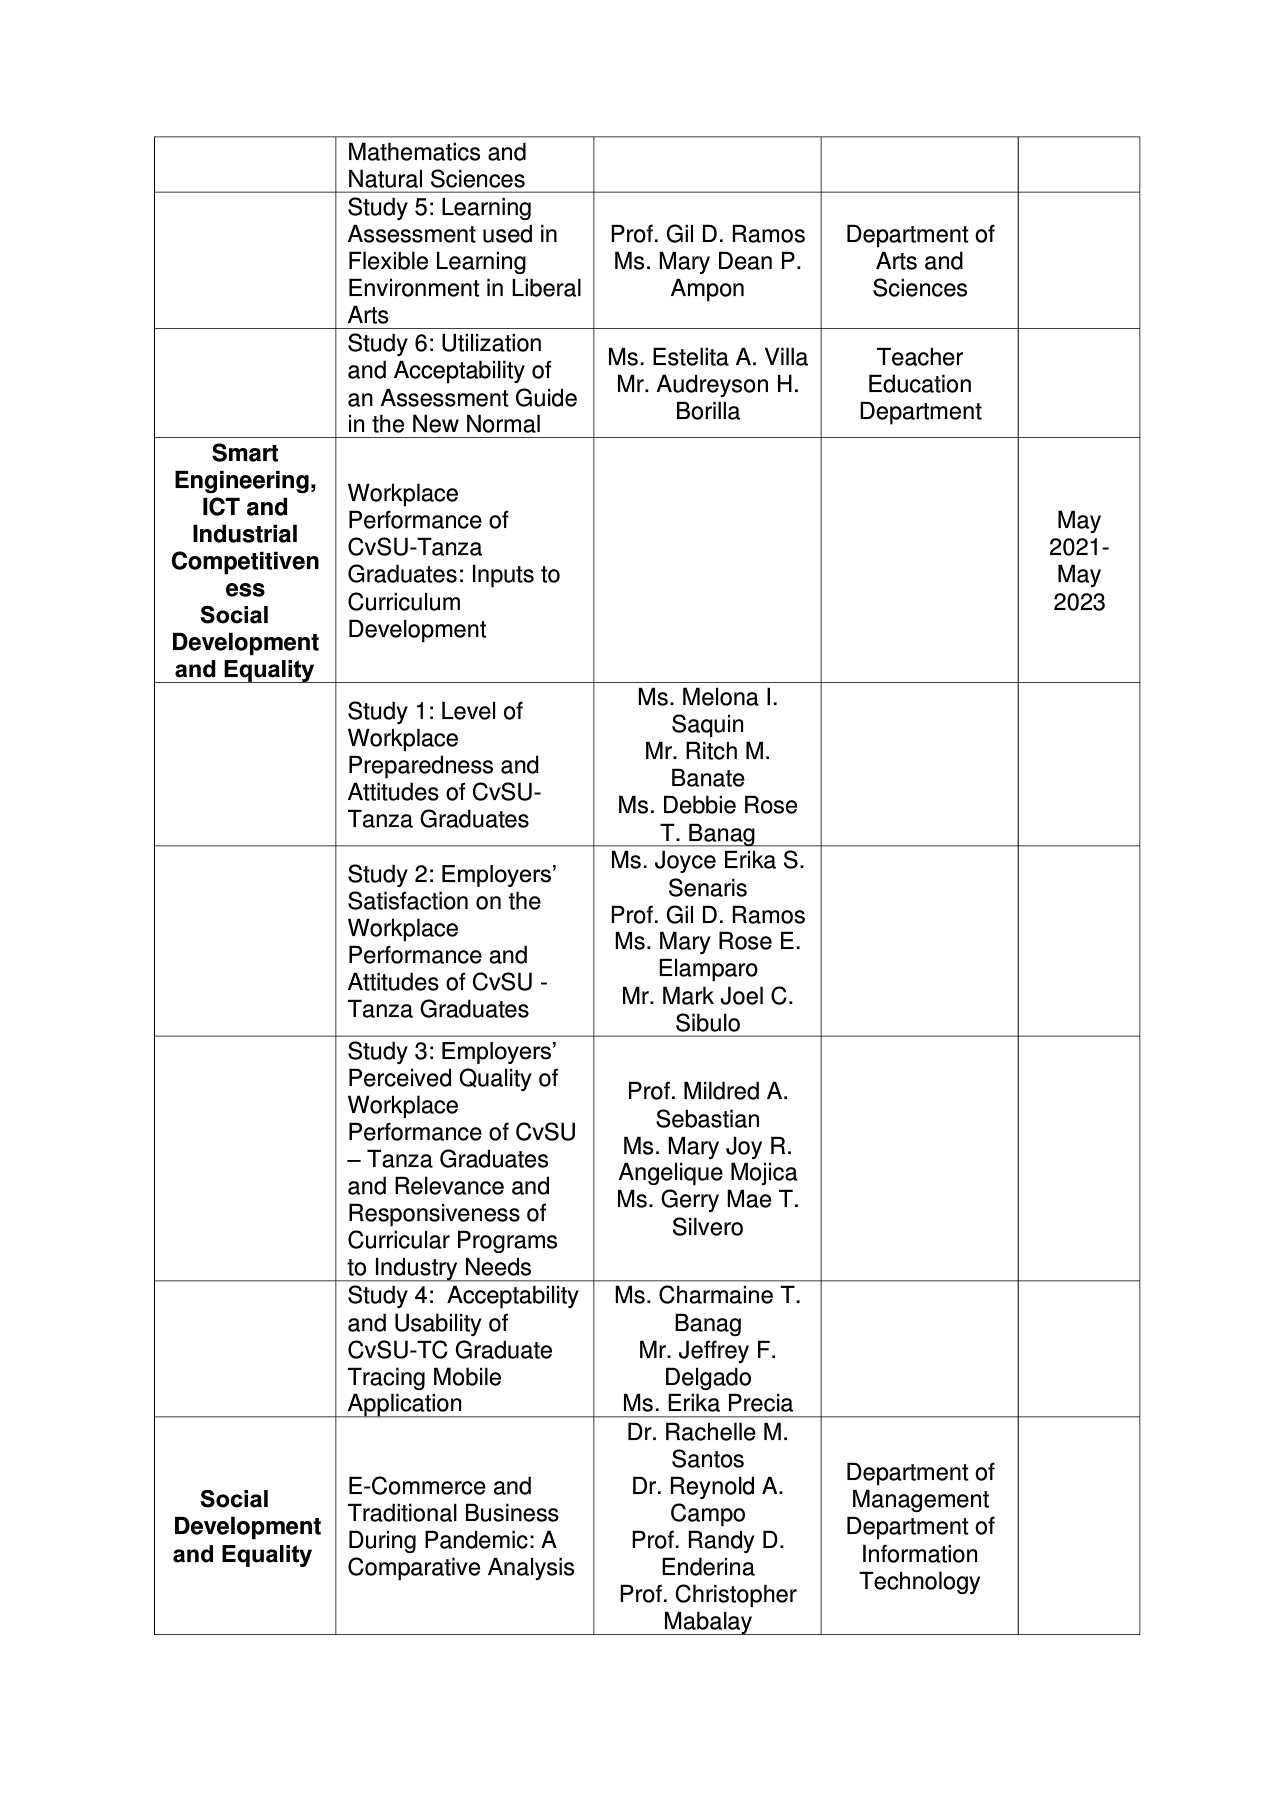 Mathematics and
Natural Sciences
Study 5: Learning
Assessment used in
Flexible Learning
Environment in Liberal
Arts
Prof. Gil D. Ramos
Ms. Mary Dean P.
Ampon
Department of
Arts and
Sciences
Study 6: Utilization
and Acceptability of
an Assessment Guide
in the New Normal
Ms. Estelita A. Villa
Mr. Audreyson H.
Borilla
Teacher
Education
Department
Smart
Engineering,
ICT and
Industrial
Competitiven
ess
Social
Development
and Equality
Workplace
Performance of
CvSU-Tanza
Graduates: Inputs to
Curriculum
Development
May
2021-
May
2023
Study 1: Level of
Workplace
Preparedness and
Attitudes of CvSU-
Tanza Graduates
Ms. Melona I.
Saquin
Mr. Ritch M.
Banate
Ms. Debbie Rose
T. Banag
Study 2: Employers’
Satisfaction on the
Workplace
Performance and
Attitudes of CvSU -
Tanza Graduates
Ms. Joyce Erika S.
Senaris
Prof. Gil D. Ramos
Ms. Mary Rose E.
Elamparo
Mr. Mark Joel C.
Sibulo
Study 3: Employers’
Perceived Quality of
Workplace
Performance of CvSU
– Tanza Graduates
and Relevance and
Responsiveness of
Curricular Programs
to Industry Needs
Prof. Mildred A.
Sebastian
Ms. Mary Joy R.
Angelique Mojica
Ms. Gerry Mae T.
Silvero
Study 4:  Acceptability
and Usability of
CvSU-TC Graduate
Tracing Mobile
Application
Ms. Charmaine T.
Banag
Mr. Jeffrey F.
Delgado
Ms. Erika Precia
Social
Development
and Equality
E-Commerce and
Traditional Business
During Pandemic: A
Comparative Analysis
Dr. Rachelle M.
Santos
Dr. Reynold A.
Campo
Prof. Randy D.
Enderina
Prof. Christopher
Mabalay
Department of
Management
Department of
Information
Technology